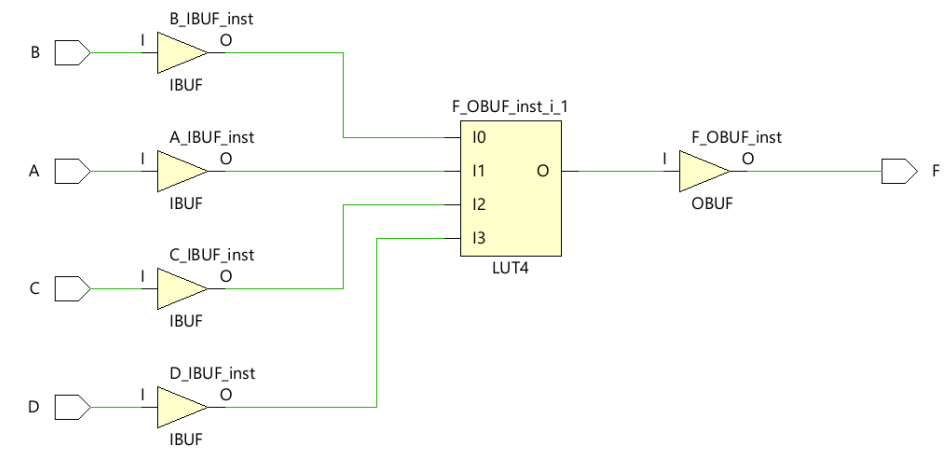 B_IBUF_inst
B I O
IBUF
F_OBUF_inst_i_1
A_IBUF_inst
I0
F_OBUF_inst
A I O
I1 O
I O
F
IBUF
I2
OBUF
I3
C_IBUF_inst
LUT4
C I O
IBUF
D_IBUF_inst
D I O
IBUF